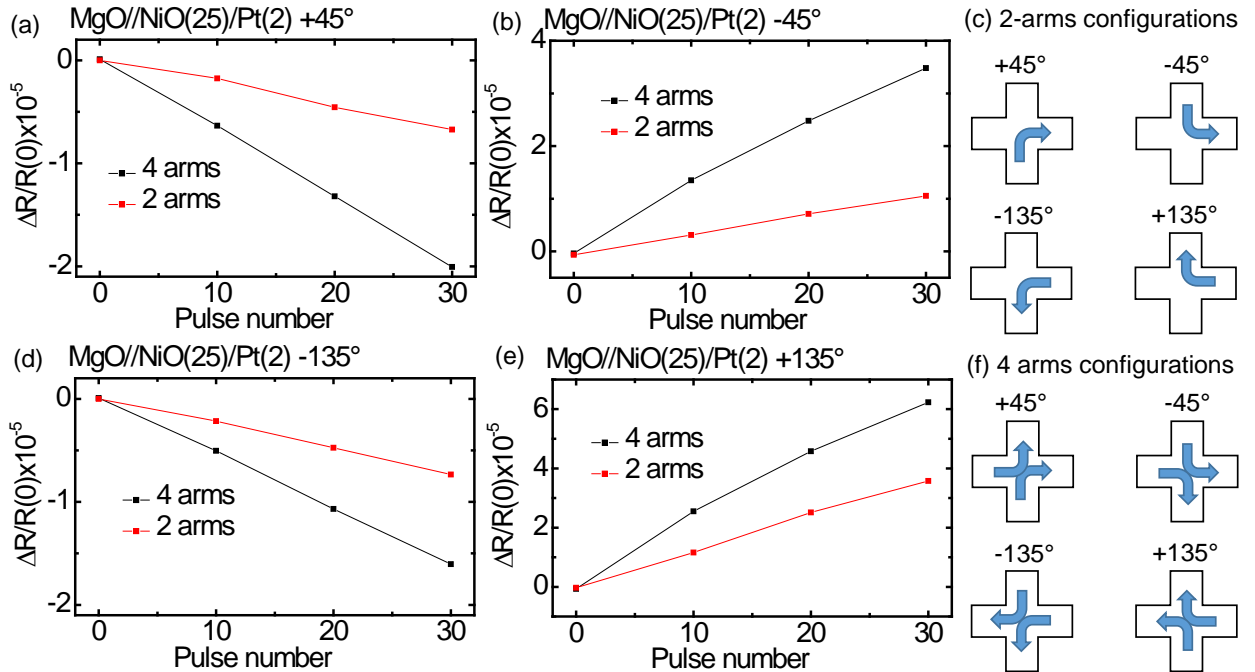 (a) MgO//NiO(25)/Pt(2) +45°
ΔR/R(0)x10⁻⁵
0
-1
-2
4 arms
2 arms
0 10 20 30
Pulse number
(b) MgO//NiO(25)/Pt(2) -45°
ΔR/R(0)x10⁻⁵
4
2
0
4 arms
2 arms
0 10 20 30
Pulse number
(c) 2-arms configurations
+45° -45°
-135° +135°
(d) MgO//NiO(25)/Pt(2) -135°
ΔR/R(0)x10⁻⁵
0
-1
-2
4 arms
2 arms
0 10 20 30
Pulse number
(e) MgO//NiO(25)/Pt(2) +135°
ΔR/R(0)x10⁻⁵
6
4
2
0
4 arms
2 arms
0 10 20 30
Pulse number
(f) 4 arms configurations
+45° -45°
-135° +135°